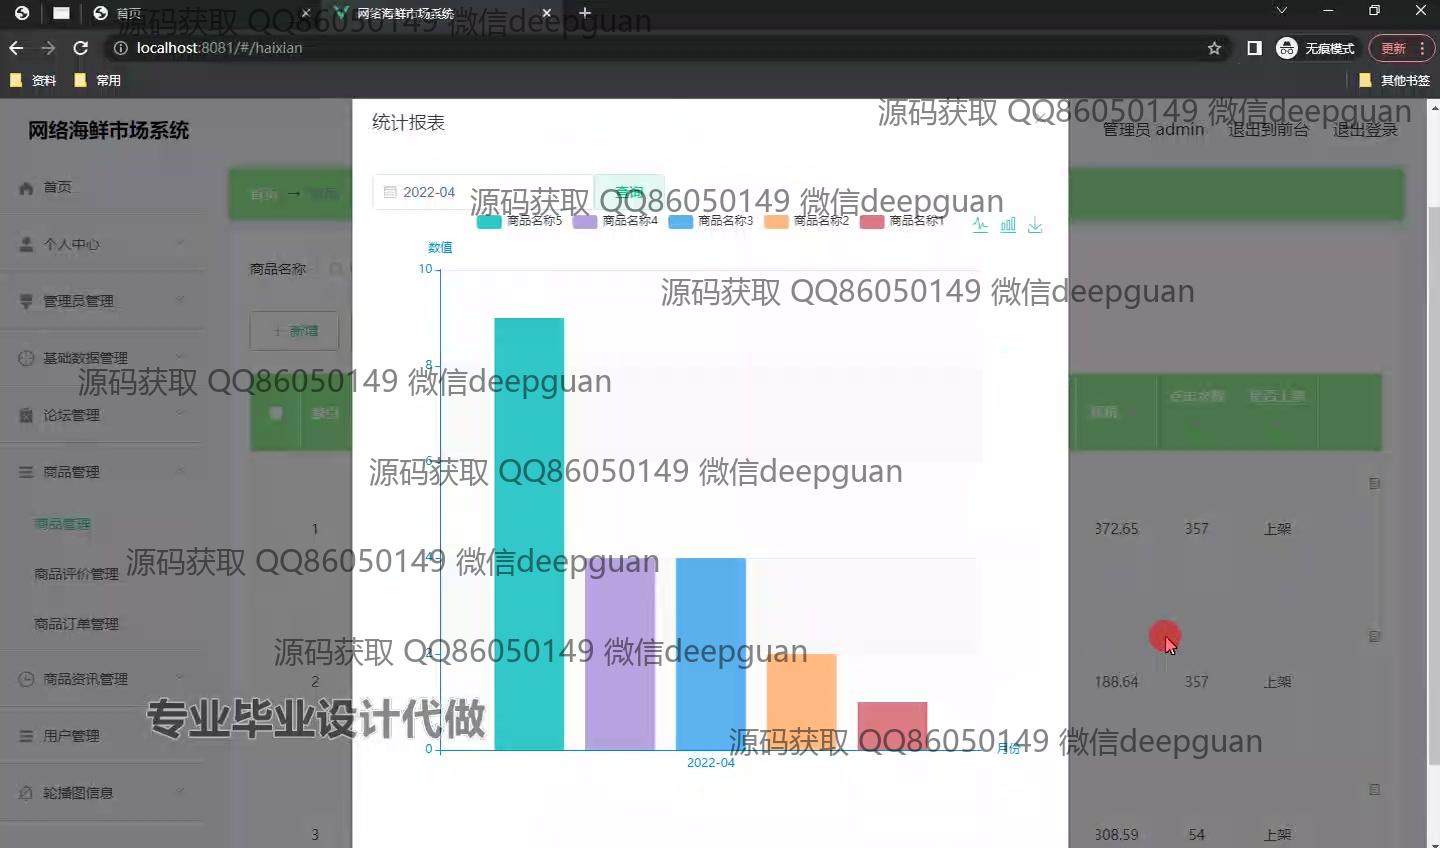 首页
网络海鲜市场系统
localhost:8081/#/haixian
无痕模式
更新
资料
常用
其他书签
源码获取 QQ86050149 微信deepguan
网络海鲜市场系统
统计报表
源码获取 QQ86050149 微信deepguan
管理员 admin
退出到前台
退出登录
首页
首页
2022-04
查询
源码获取 QQ86050149 微信deepguan
商品名称5
商品名称4
商品名称3
商品名称2
商品名称1
个人中心
数值
商品名称
10
管理员管理
源码获取 QQ86050149 微信deepguan
新增
基础数据管理
8
源码获取 QQ86050149 微信deepguan
点击次数
是否上架
论坛管理
6
源码获取 QQ86050149 微信deepguan
商品管理
商品管理
1
372.65
357
上架
4
源码获取 QQ86050149 微信deepguan
商品评价管理
商品订单管理
2
源码获取 QQ86050149 微信deepguan
商品资讯管理
2
188.64
357
上架
专业毕业设计代做
用户管理
0
源码获取 QQ86050149 微信deepguan
月份
2022-04
轮播图信息
3
308.59
54
上架